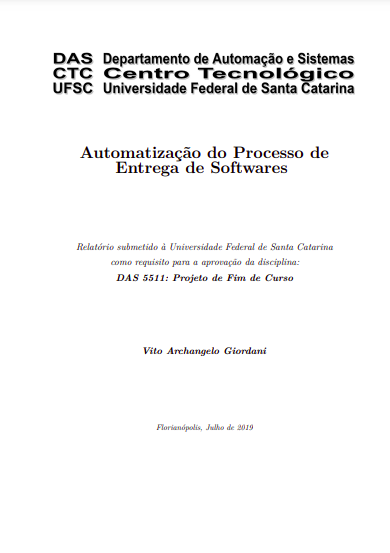 DAS Departamento de Automação e Sistemas
CTC Centro Tecnológico
UFSC Universidade Federal de Santa Catarina
Automatização do Processo de
Entrega de Softwares
Relatório submetido à Universidade Federal de Santa Catarina
como requisito para a aprovação da disciplina:
DAS 5511: Projeto de Fim de Curso
Vito Archangelo Giordani
Florianópolis, Julho de 2019